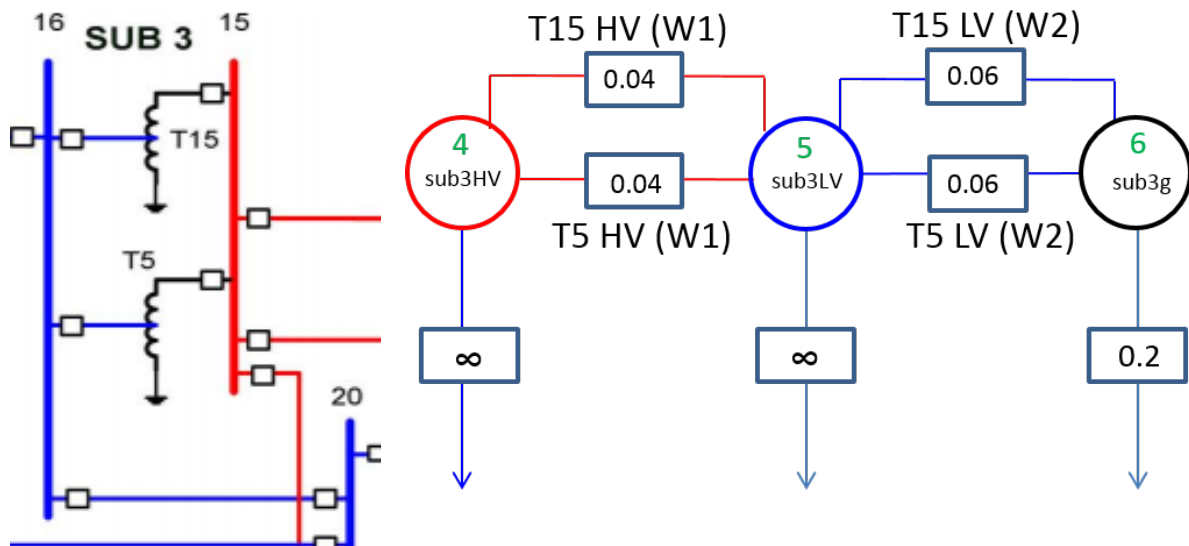 16
SUB 3
15
T15
T5
20
T15 HV (W1)
T15 LV (W2)
0.04
0.06
4
sub3HV
5
sub3LV
6
sub3g
0.04
0.06
T5 HV (W1)
T5 LV (W2)
∞
∞
0.2